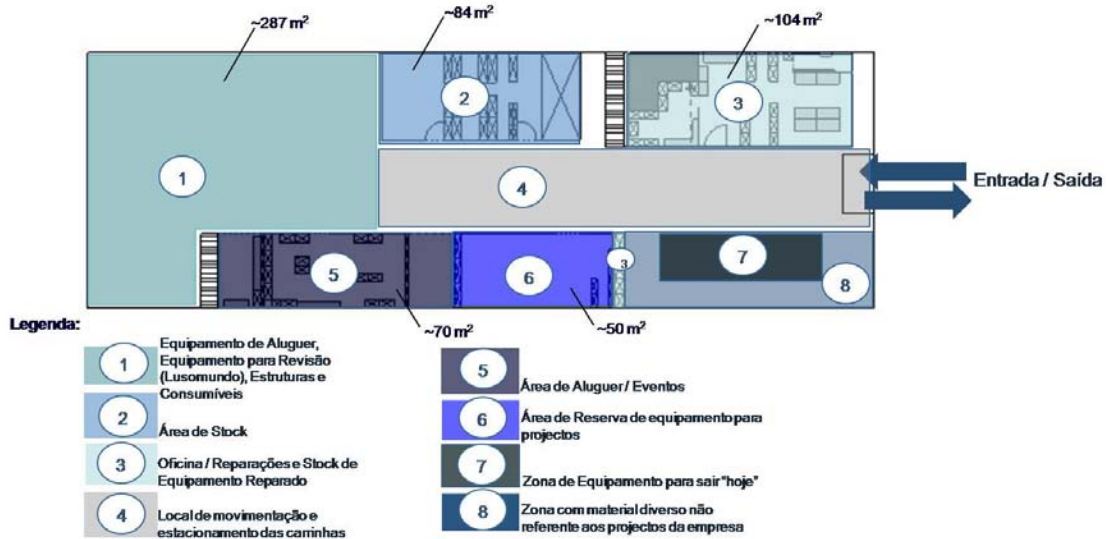 ~287 m²
~84 m²
~104 m²
2
3
1
4
Entrada / Saída
5
6
3
7
8
~70 m²
~50 m²
Legenda:
1
Equipamento de Aluguer,
Equipamento para Revisão
(Lusomundo), Estruturas e
Consumíveis
2
Área de Stock
3
Oficina / Reparações e Stock de
Equipamento Reparado
4
Local de movimentação e
estacionamento das carrinhas
5
Área de Aluguer / Eventos
6
Área de Reserva de equipamento para
projectos
7
Zona de Equipamento para sair "hoje"
8
Zona com material diverso não
referente aos projectos da empresa